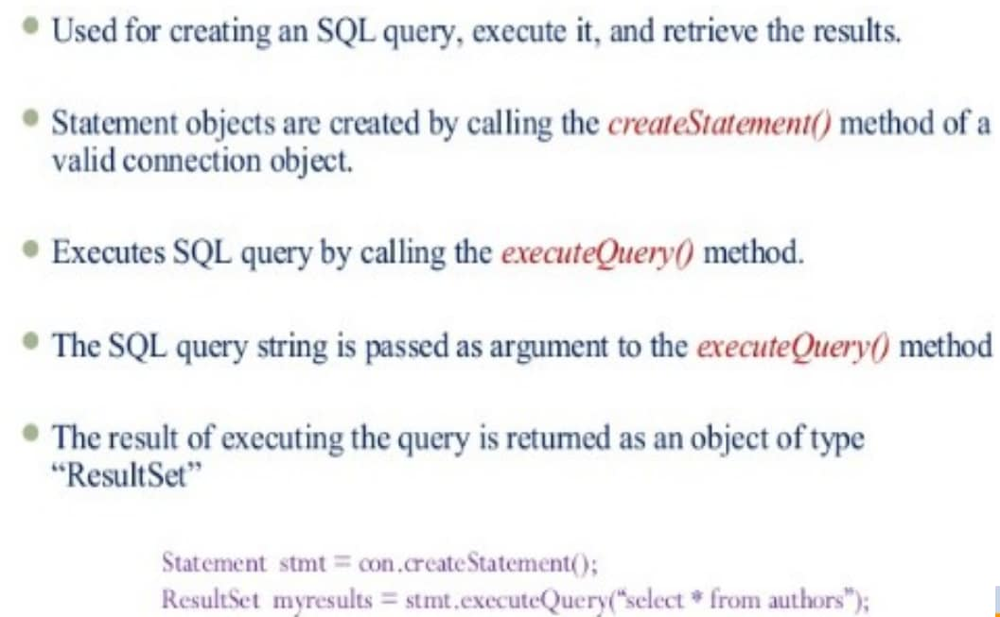 • Used for creating an SQL query, execute it, and retrieve the results.
• Statement objects are created by calling the createStatement() method of a
valid connection object.
• Executes SQL query by calling the executeQuery() method.
• The SQL query string is passed as argument to the executeQuery() method
• The result of executing the query is returned as an object of type
“ResultSet”
Statement stmt = con.createStatement();
ResultSet myresults = stmt.executeQuery("select * from authors");